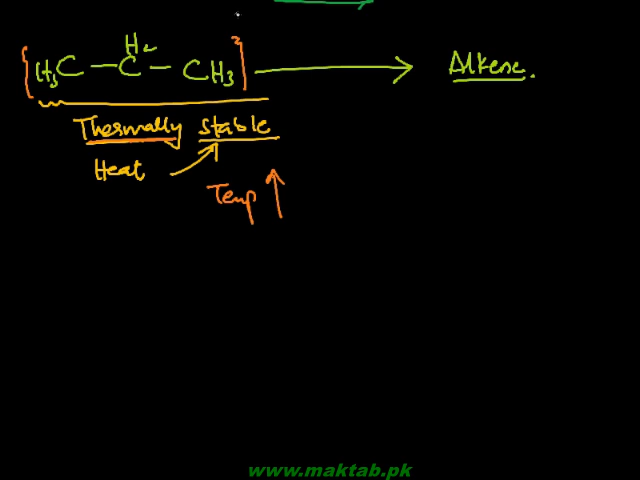 H₂
H₃C — C — CH₃ ⟶ Alkene.
Thermally stable
Heat
Temp ↑
www.maktab.pk